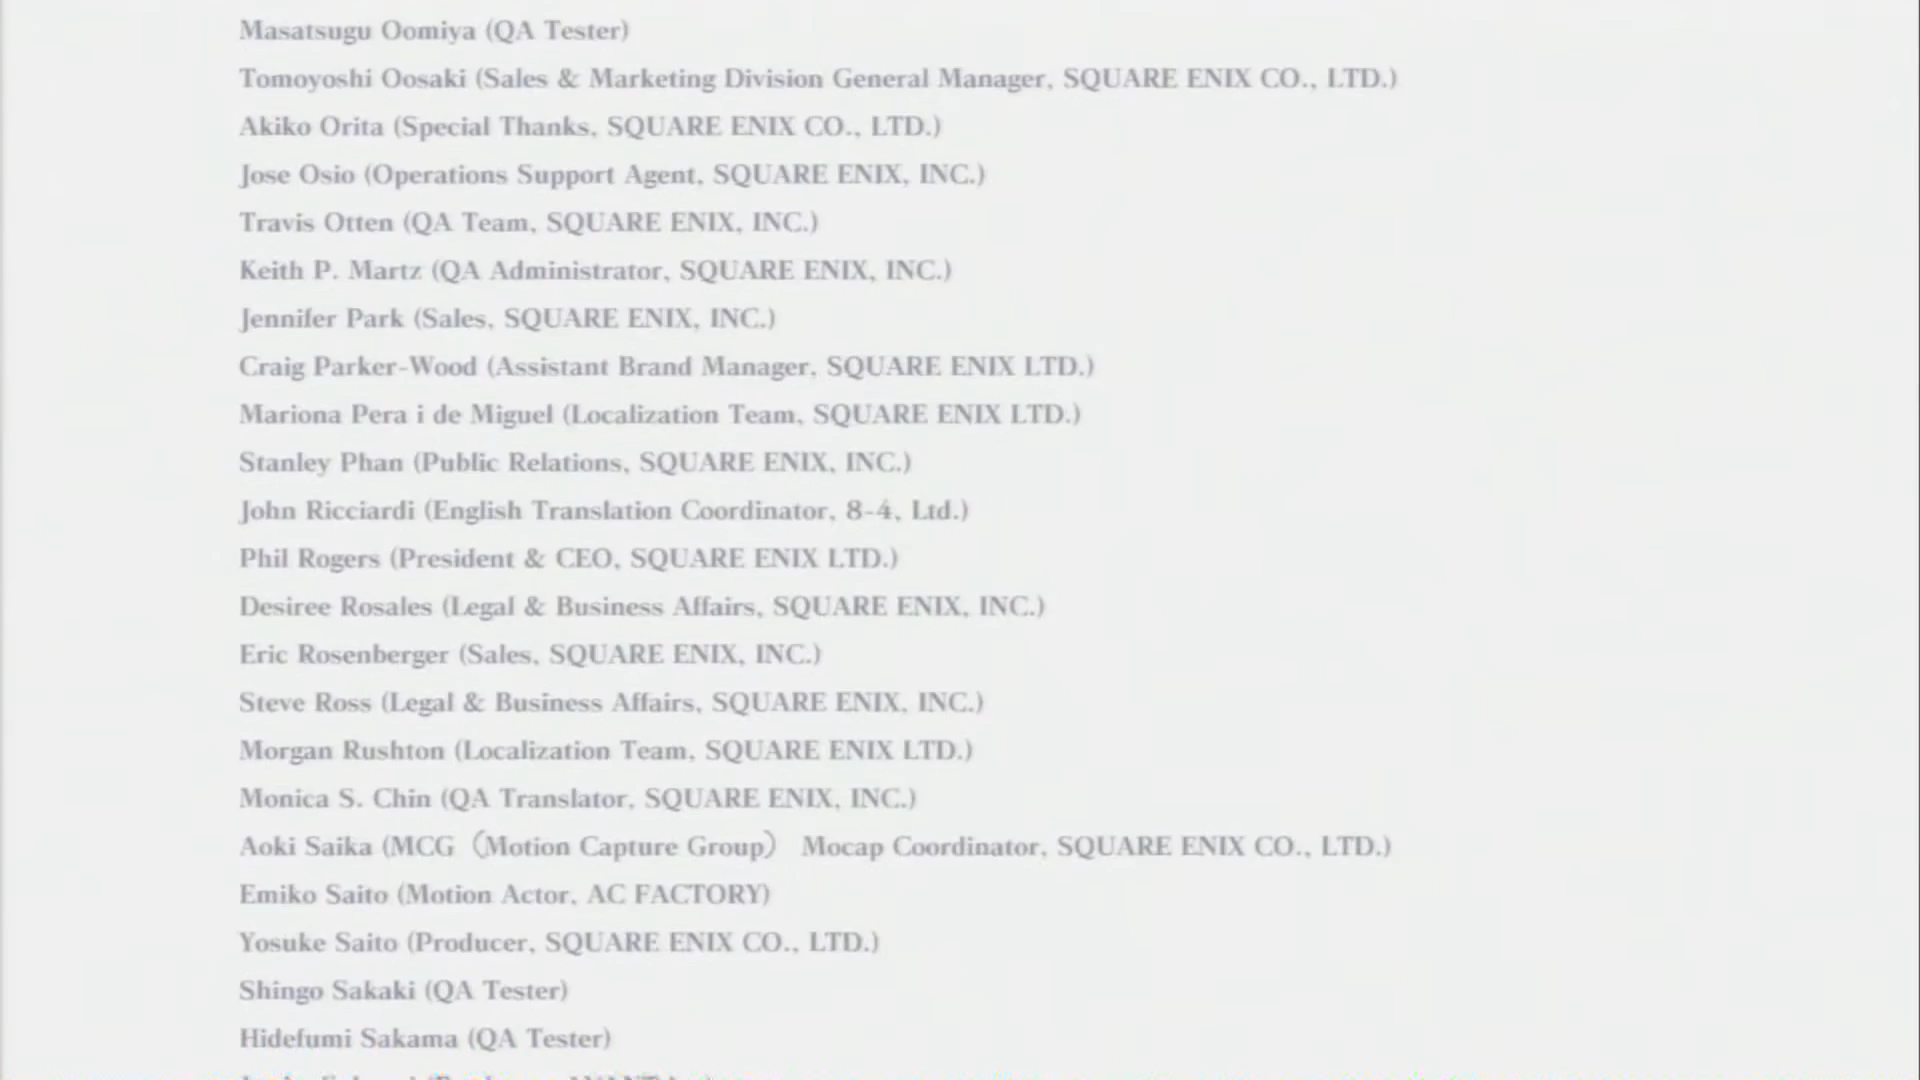 Masatsugu Oomiya (QA Tester)
Tomoyoshi Oosaki (Sales & Marketing Division General Manager, SQUARE ENIX CO., LTD.)
Akiko Orita (Special Thanks, SQUARE ENIX CO., LTD.)
Jose Osio (Operations Support Agent, SQUARE ENIX, INC.)
Travis Otten (QA Team, SQUARE ENIX, INC.)
Keith P. Martz (QA Administrator, SQUARE ENIX, INC.)
Jennifer Park (Sales, SQUARE ENIX, INC.)
Craig Parker-Wood (Assistant Brand Manager, SQUARE ENIX LTD.)
Mariona Pera i de Miguel (Localization Team, SQUARE ENIX LTD.)
Stanley Phan (Public Relations, SQUARE ENIX, INC.)
John Ricciardi (English Translation Coordinator, 8-4, Ltd.)
Phil Rogers (President & CEO, SQUARE ENIX LTD.)
Desiree Rosales (Legal & Business Affairs, SQUARE ENIX, INC.)
Eric Rosenberger (Sales, SQUARE ENIX, INC.)
Steve Ross (Legal & Business Affairs, SQUARE ENIX, INC.)
Morgan Rushton (Localization Team, SQUARE ENIX LTD.)
Monica S. Chin (QA Translator, SQUARE ENIX, INC.)
Aoki Saika (MCG（Motion Capture Group） Mocap Coordinator, SQUARE ENIX CO., LTD.)
Emiko Saito (Motion Actor, AC FACTORY)
Yosuke Saito (Producer, SQUARE ENIX CO., LTD.)
Shingo Sakaki (QA Tester)
Hidefumi Sakama (QA Tester)